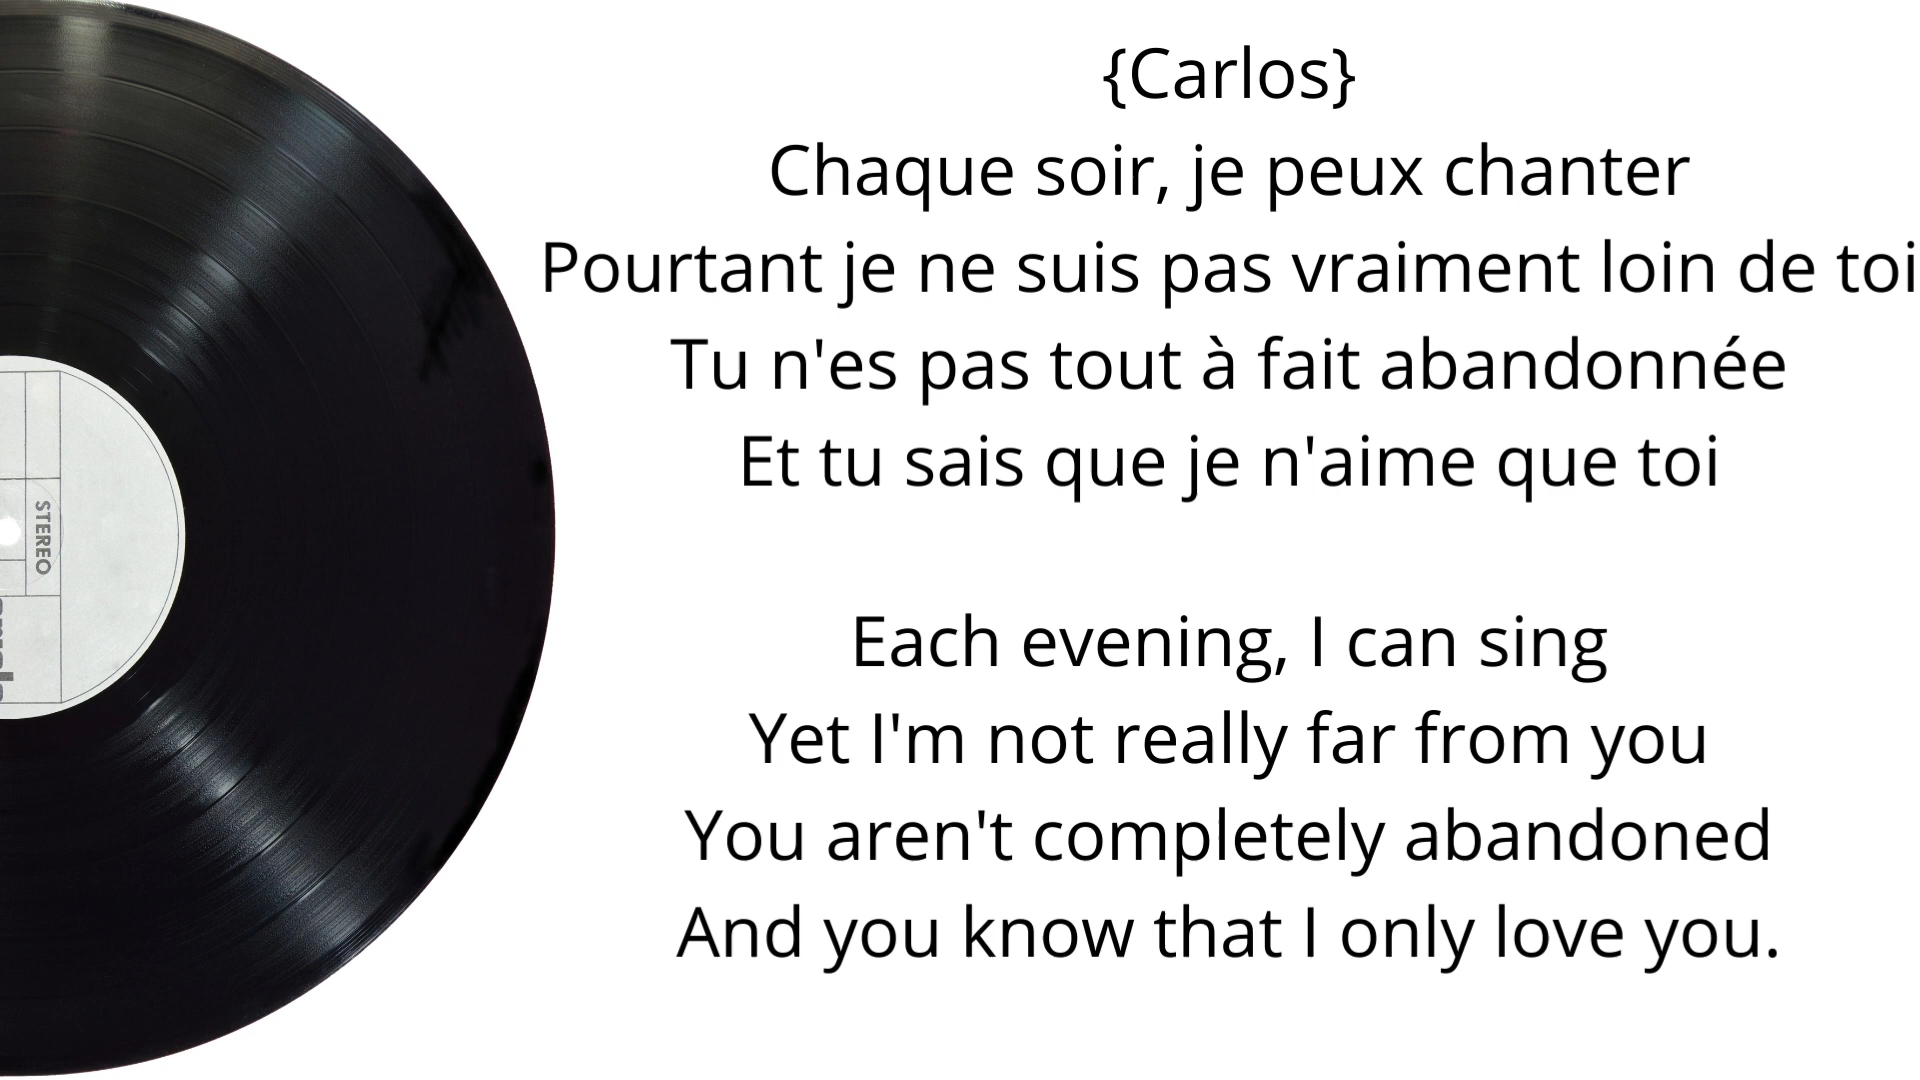 {Carlos}
Chaque soir, je peux chanter
Pourtant je ne suis pas vraiment loin de toi
Tu n'es pas tout à fait abandonnée
Et tu sais que je n'aime que toi
Each evening, I can sing
Yet I'm not really far from you
You aren't completely abandoned
And you know that I only love you.
STEREO